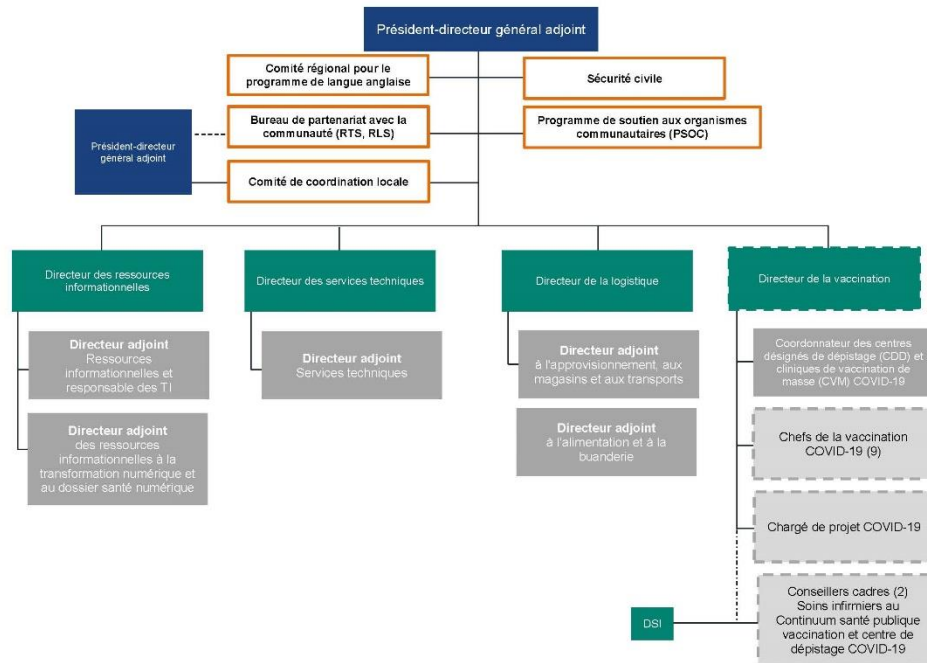 Président-directeur général adjoint
Comité régional pour le
programme de langue anglaise
Sécurité civile
Bureau de partenariat avec la
communauté (RTS, RLS)
Programme de soutien aux organismes
communautaires (PSOC)
Président-directeur
général adjoint
Comité de coordination locale
Directeur des ressources
informationnelles
Directeur des services techniques
Directeur de la logistique
Directeur de la vaccination
Directeur adjoint
Ressources
informationnelles et
responsable des TI
Directeur adjoint
des ressources
informationnelles à la
transformation numérique et
au dossier santé numérique
Directeur adjoint
Services techniques
Directeur adjoint
à l'approvisionnement, aux
magasins et aux transports
Directeur adjoint
à l'alimentation et à la
buanderie
Coordonnateur des centres
désignés de dépistage (CDD) et
cliniques de vaccination de
masse (CVM) COVID-19
Chefs de la vaccination
COVID-19 (9)
Chargé de projet COVID-19
DSI
Conseillers cadres (2)
Soins infirmiers au
Continuum santé publique
vaccination et centre de
dépistage COVID-19